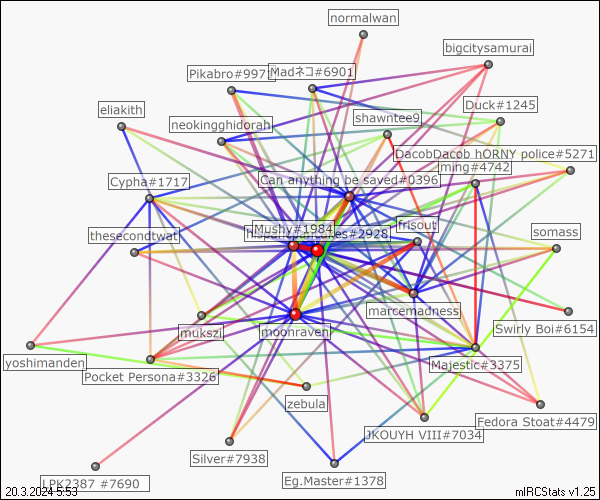 normalwan
bigcitysamurai
Pikabro#9971
Madネコ#6901
eliakith
Duck#1245
shawntee9
neokingghidorah
DacobDacob hORNY police#5271
ming#4742
Cypha#1717
Can anything be saved#0396
Mushy#1984
frisout
thesecondtwat
somass
marcemadness
Swirly Boi#6154
mukszi
moonraven
yoshimanden
Pocket Persona#3326
Majestic#3375
zebula
Fedora Stoat#4479
JKOUYH VIII#7034
Silver#7938
LPK2387 #7690
Eg.Master#1378
20.3.2024 5:53
mIRCStats v1.25